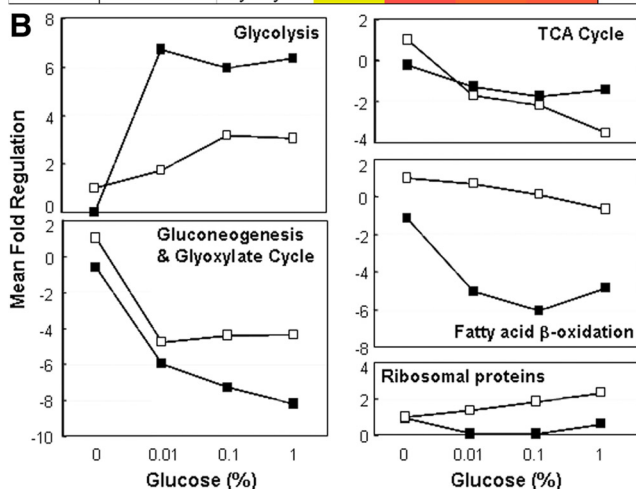 B
Glycolysis
8
6
4
2
0
Gluconeogenesis
& Glyoxylate Cycle
2
0
-2
-4
-6
-8
-10
Mean Fold Regulation
0 0.01 0.1 1
Glucose (%)
TCA Cycle
2
0
-2
-4
2
0
-2
-4
-6
-8
Fatty acid β-oxidation
Ribosomal proteins
4
2
0
0 0.01 0.1 1
Glucose (%)